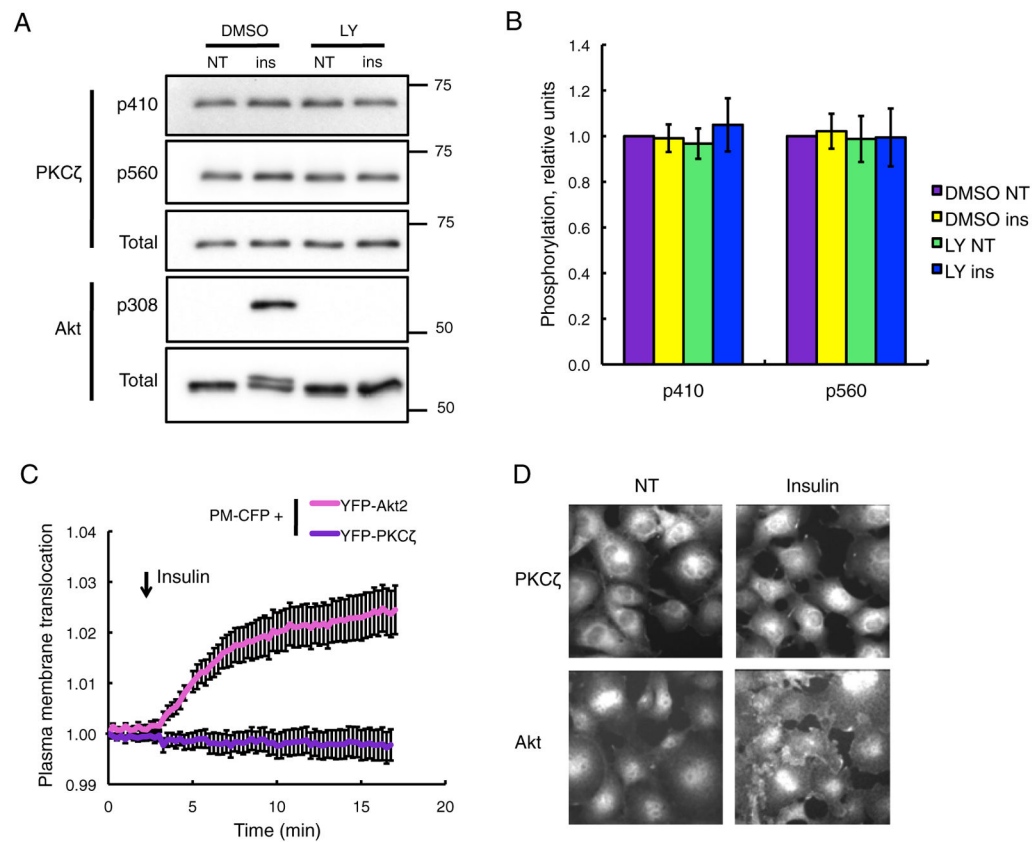 A
DMSO LY
NT ins NT ins
PKCζ
p410 75
p560 75
Total 75
Akt
p308 50
Total 50
B
Phosphorylation, relative units
1.4
1.2
1.0
0.8
0.6
0.4
0.2
0.0
p410 p560
DMSO NT
DMSO ins
LY NT
LY ins
C
PM-CFP +
YFP-Akt2
YFP-PKCζ
Insulin
Plasma membrane translocation
1.04
1.03
1.02
1.01
1.00
0.99
0 5 10 15 20
Time (min)
D
NT Insulin
PKCζ
Akt